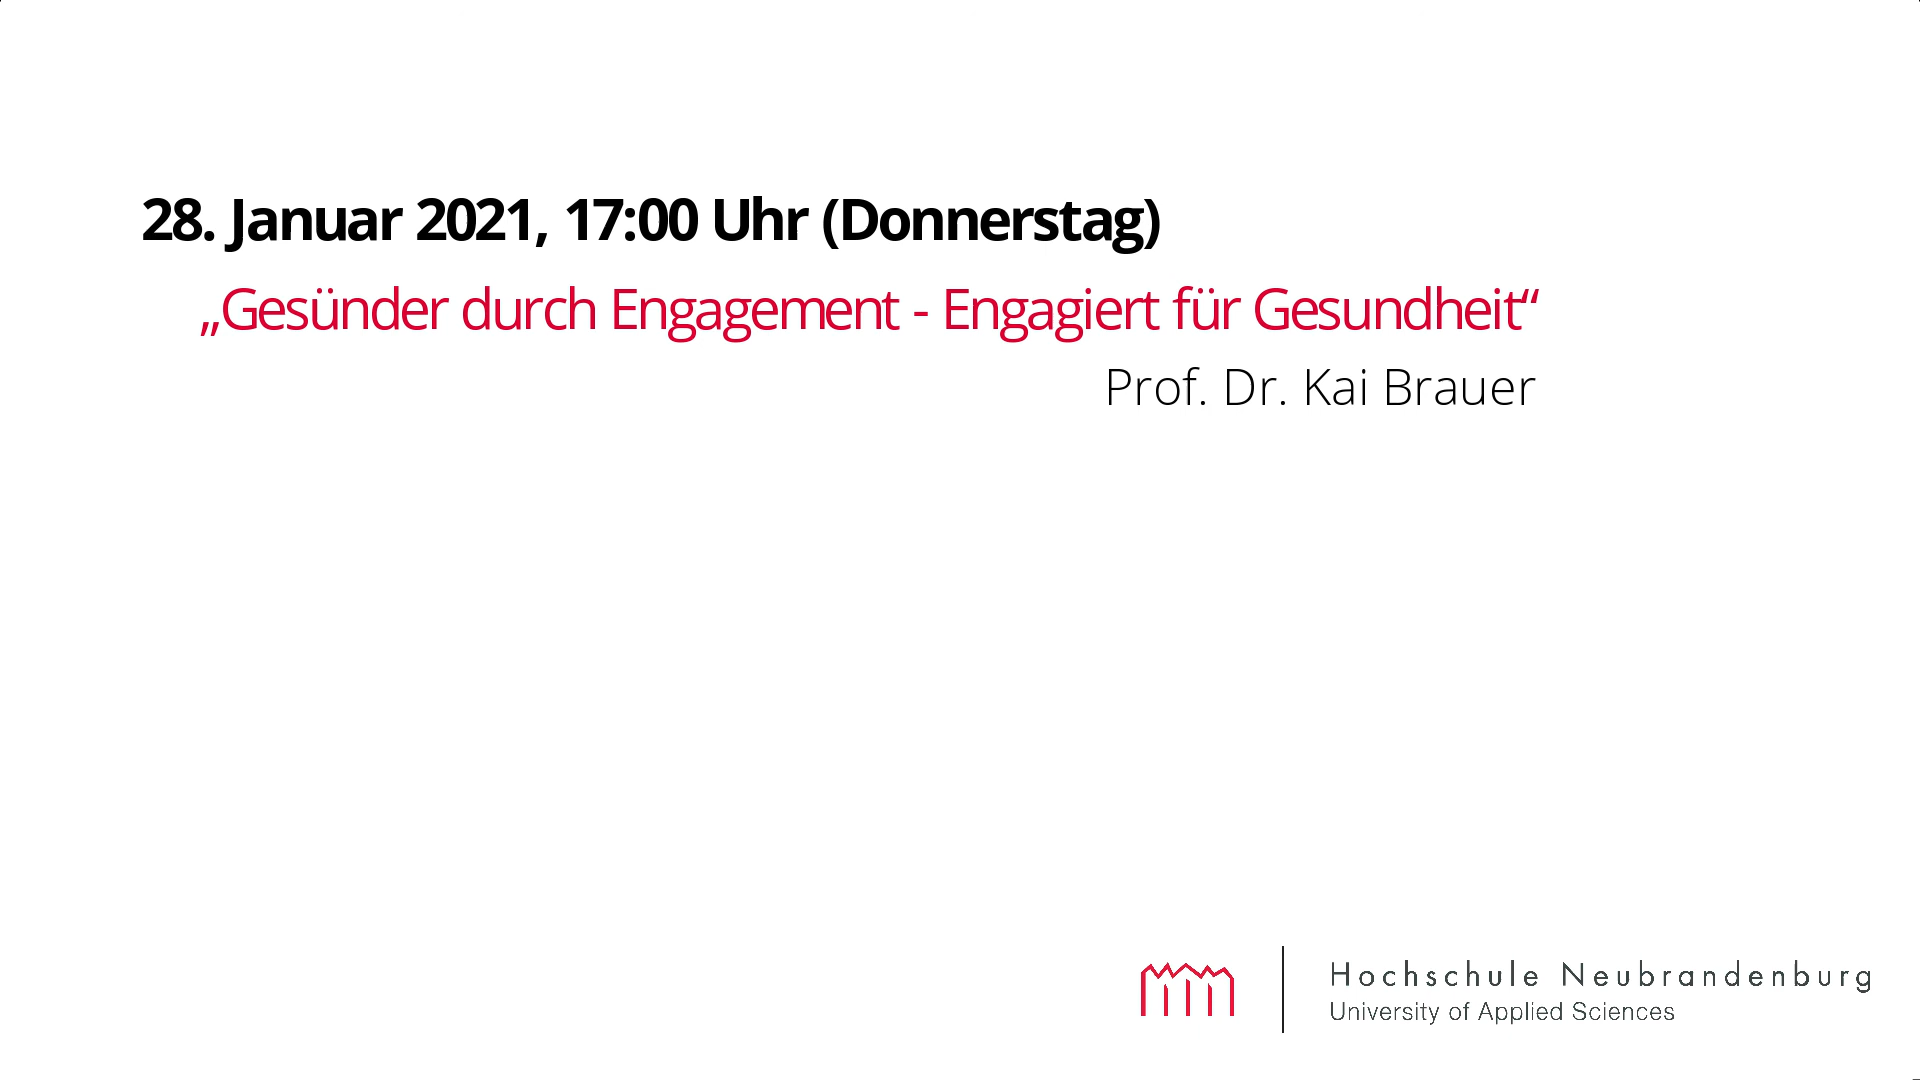 28. Januar 2021, 17:00 Uhr (Donnerstag)
„Gesünder durch Engagement - Engagiert für Gesundheit“
Prof. Dr. Kai Brauer
Hochschule Neubrandenburg
University of Applied Sciences